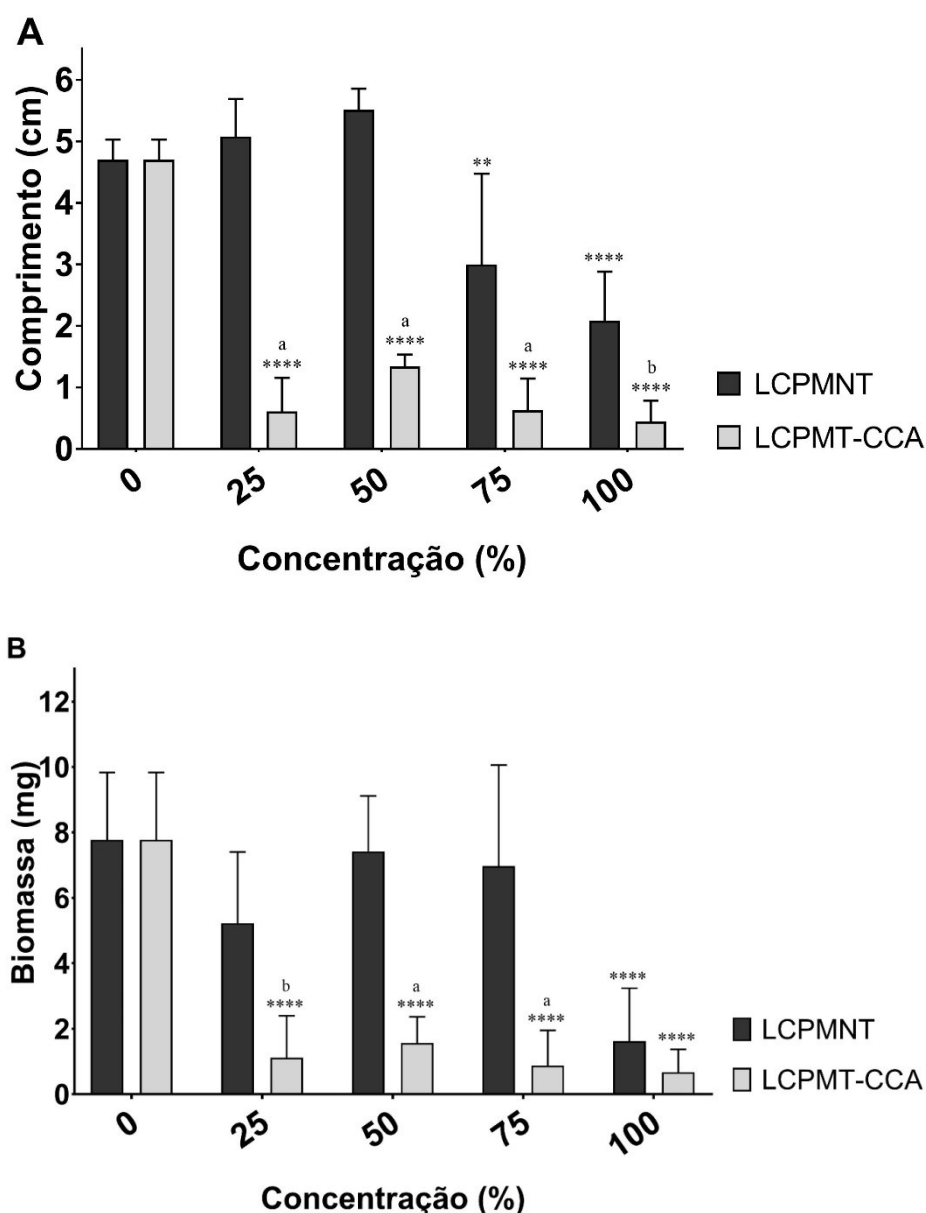 A
Comprimento (cm)
6
5
4
3
2
1
0
a
****
a
****
**
a
****
****
b
****
0
25
50
75
100
Concentração (%)
LCPMNT
LCPMT-CCA
B
Biomassa (mg)
12
10
8
6
4
2
0
b
****
a
****
a
****
****
****
0
25
50
75
100
Concentração (%)
LCPMNT
LCPMT-CCA